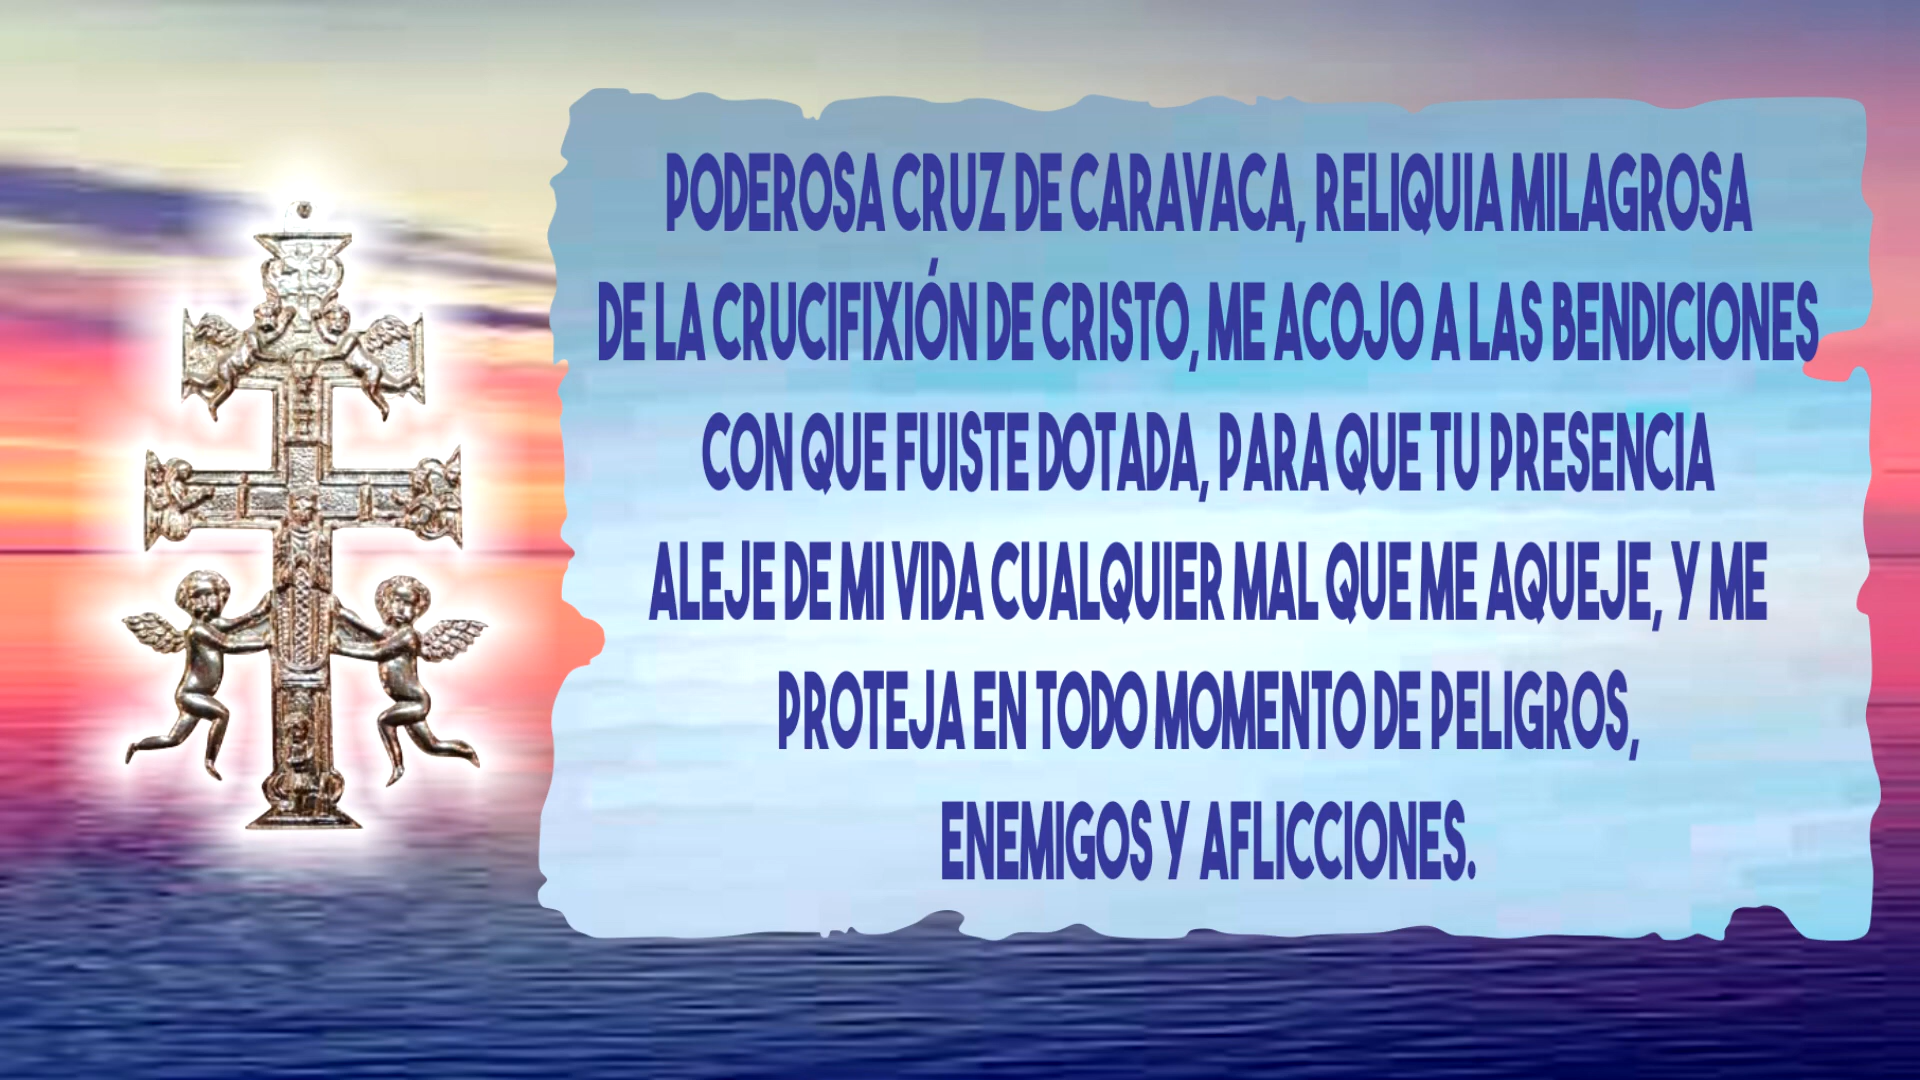 PODEROSA CRUZ DE CARAVACA, RELIQUIA MILAGROSA
DE LA CRUCIFIXIÓN DE CRISTO, ME ACOJO A LAS BENDICIONES
CON QUE FUISTE DOTADA, PARA QUE TU PRESENCIA
ALEJE DE MI VIDA CUALQUIER MAL QUE ME AQUEJE, Y ME
PROTEJA EN TODO MOMENTO DE PELIGROS,
ENEMIGOS Y AFLICCIONES.